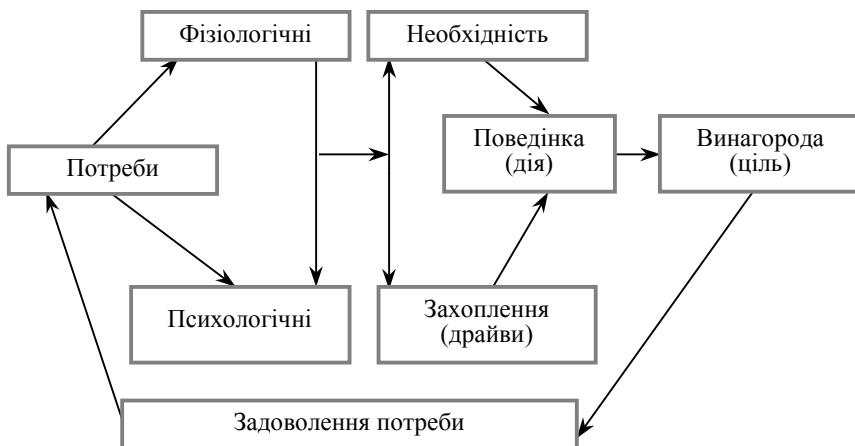 Фізіологічні
Необхідність
Потреби
Поведінка
(дія)
Винагорода
(ціль)
Психологічні
Захоплення
(драйви)
Задоволення потреби